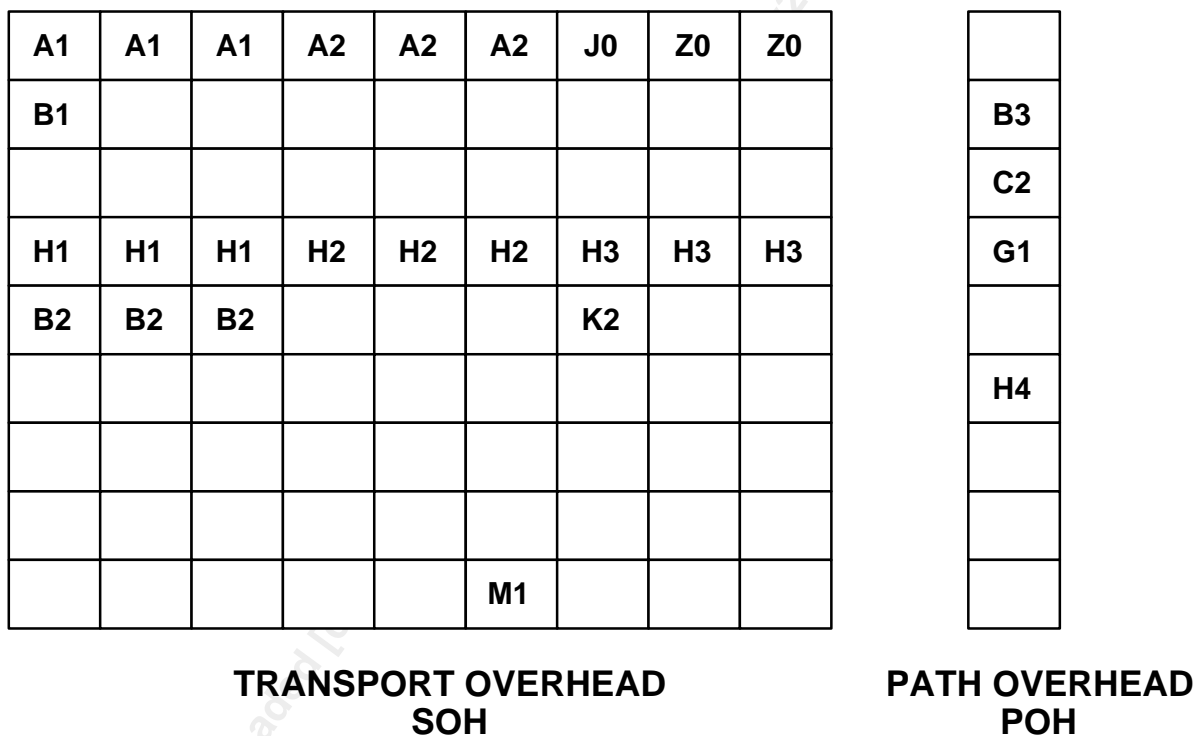 A1 A1 A1 A2 A2 A2 J0 Z0 Z0
B1 B3
C2
H1 H1 H1 H2 H2 H2 H3 H3 H3 G1
B2 B2 B2 K2
H4
M1
TRANSPORT OVERHEAD PATH OVERHEAD
SOH POH